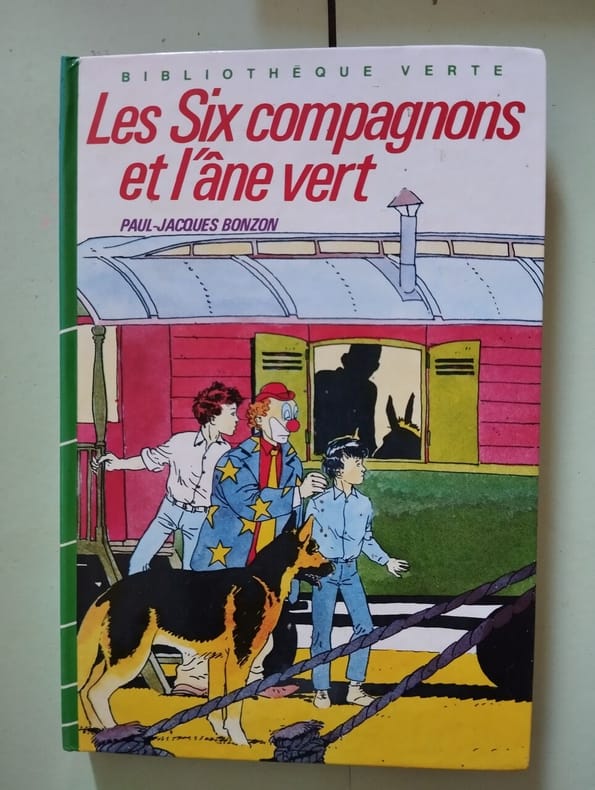 BIBLIOTHÈQUE VERTE
Les Six compagnons
et l'âne vert
PAUL-JACQUES BONZON